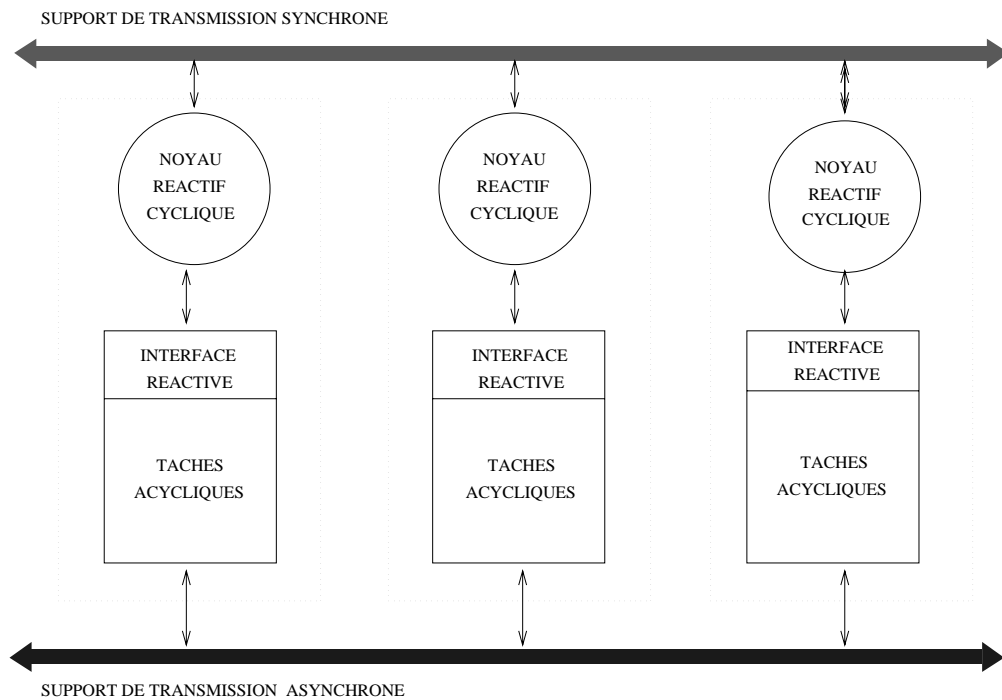 SUPPORT DE TRANSMISSION SYNCHRONE
NOYAU
REACTIF
CYCLIQUE
NOYAU
REACTIF
CYCLIQUE
NOYAU
REACTIF
CYCLIQUE
INTERFACE
REACTIVE
INTERFACE
REACTIVE
INTERFACE
REACTIVE
TACHES
ACYCLIQUES
TACHES
ACYCLIQUES
TACHES
ACYCLIQUES
SUPPORT DE TRANSMISSION ASYNCHRONE